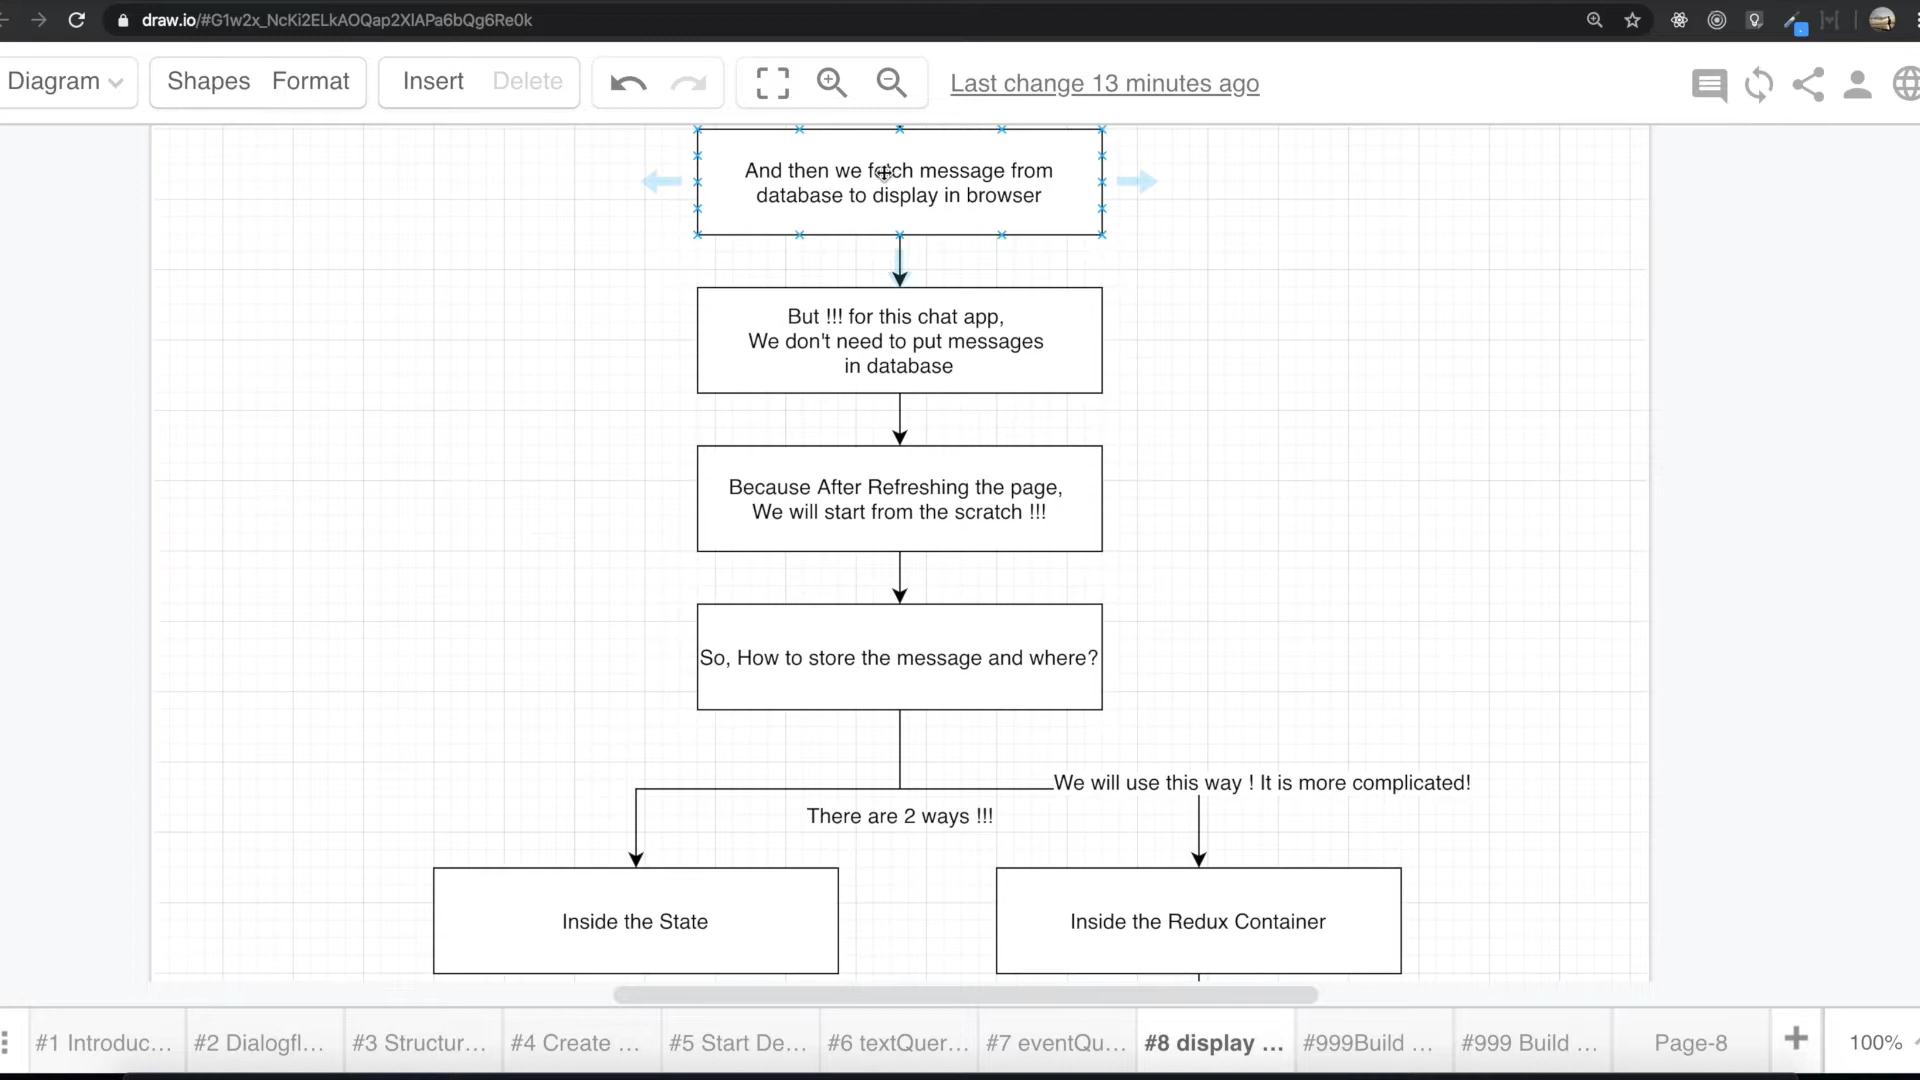 draw.io/#G1w2x_NcKi2ELkAOQap2XlAPa6bQg6Re0k
Diagram
Shapes
Format
Insert
Delete
Last change 13 minutes ago
And then we fetch message from
database to display in browser
But !!! for this chat app,
We don't need to put messages
in database
Because After Refreshing the page,
We will start from the scratch !!!
So, How to store the message and where?
We will use this way ! It is more complicated!
There are 2 ways !!!
Inside the State
Inside the Redux Container
#1 Introduc...
#2 Dialogfl...
#3 Structur...
#4 Create ...
#5 Start De...
#6 textQuer...
#7 eventQu...
#8 display ...
#999Build ...
#999 Build ...
Page-8
100%